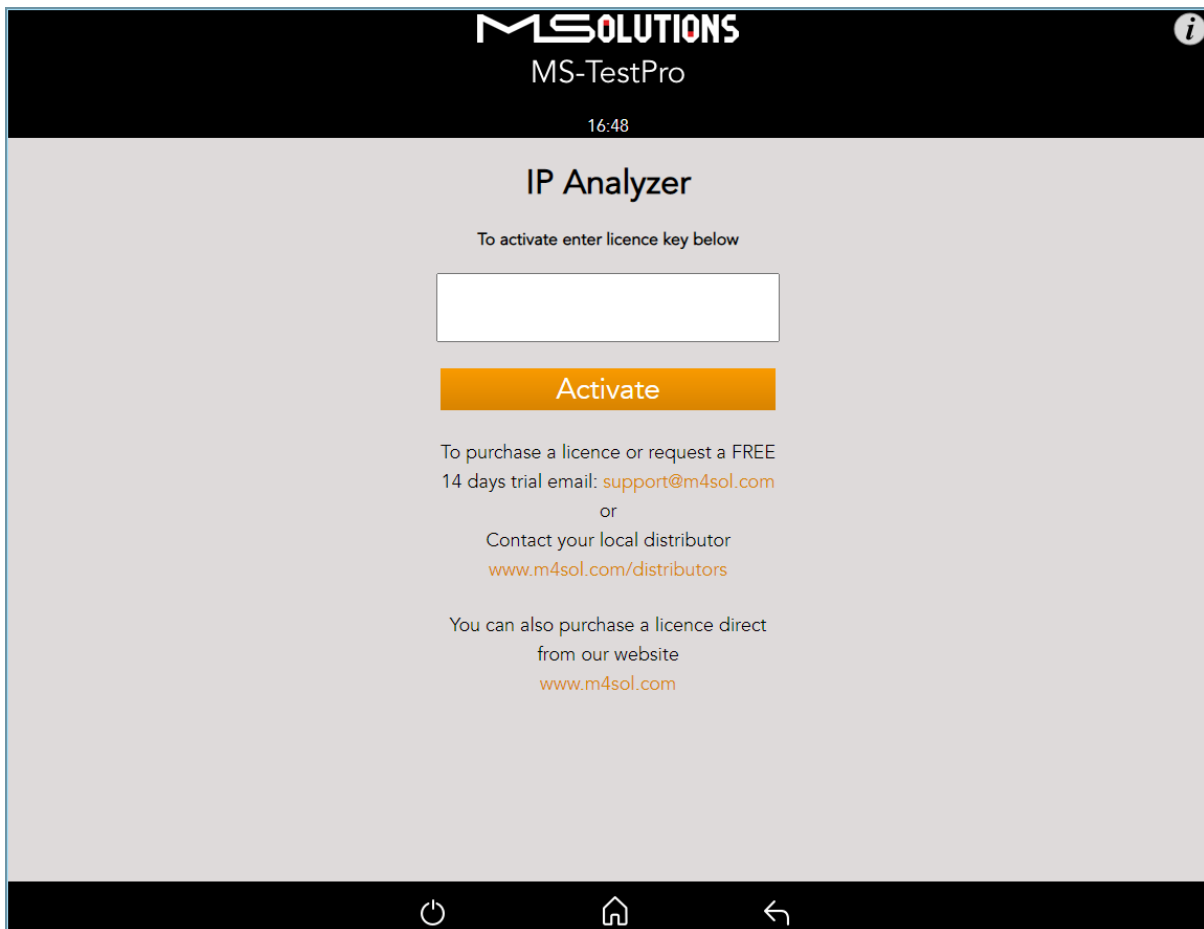 MSOLUTIONS
MS-TestPro
i
16:48
IP Analyzer
To activate enter licence key below
Activate
To purchase a licence or request a FREE
14 days trial email: support@m4sol.com
or
Contact your local distributor
www.m4sol.com/distributors
You can also purchase a licence direct
from our website
www.m4sol.com